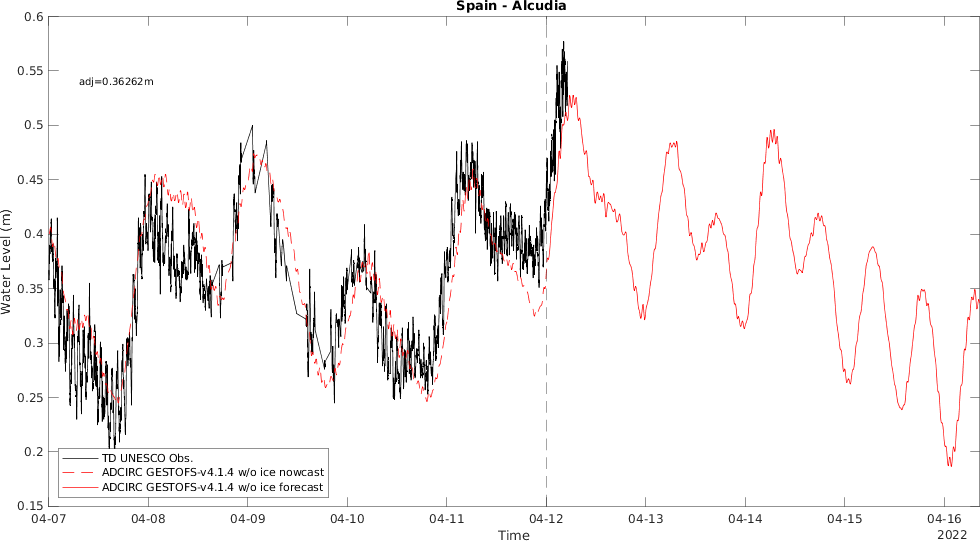 Spain - Alcudia
0.6
0.55
0.5
0.45
0.4
0.35
0.3
0.25
0.2
0.15
Water Level (m)
adj=0.36262m
TD UNESCO Obs.
ADCIRC GESTOFS-v4.1.4 w/o ice nowcast
ADCIRC GESTOFS-v4.1.4 w/o ice forecast
04-07 04-08 04-09 04-10 04-11 04-12 04-13 04-14 04-15 04-16
Time
2022